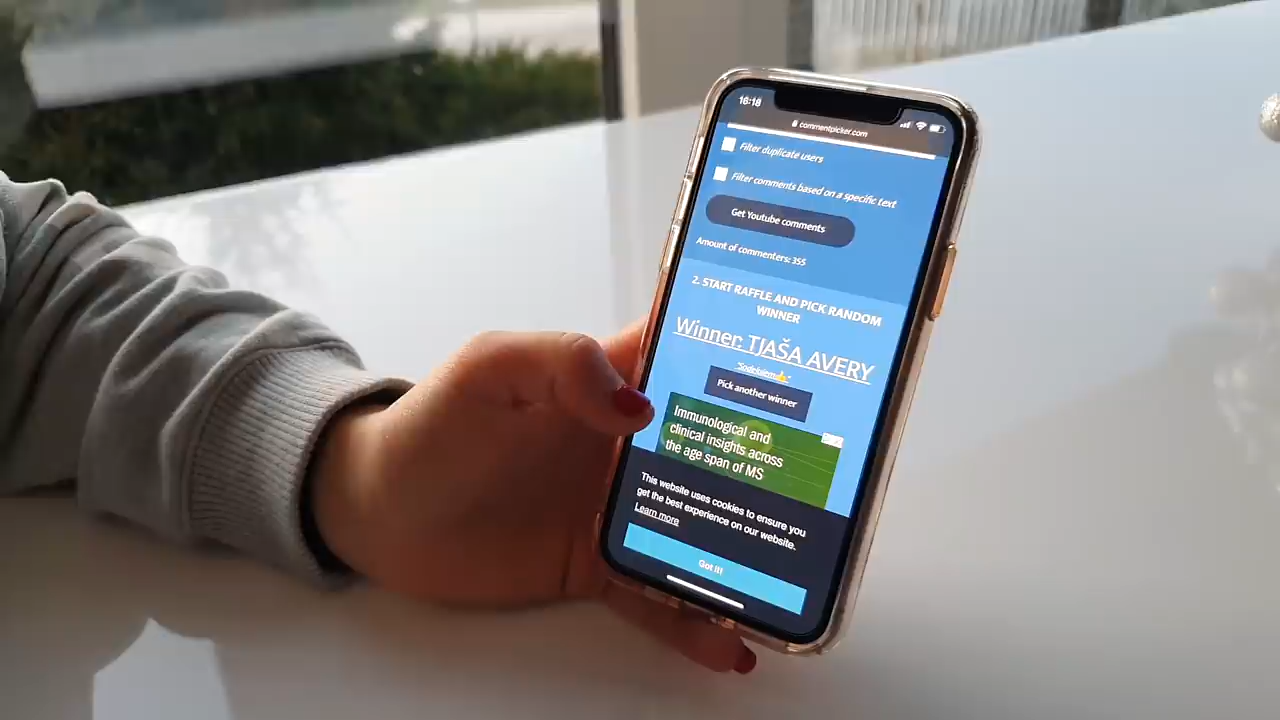 16:18
commentpicker.com
Filter duplicate users
Filter comments based on a specific text
Get Youtube comments
Amount of commenters: 355
2. START RAFFLE AND PICK RANDOM
WINNER
Winner: TJAŠA AVERY
"Sodelujem👍"
Pick another winner
Immunological and
clinical insights across
the age span of MS
This website uses cookies to ensure you
get the best experience on our website.
Learn more
Got it!